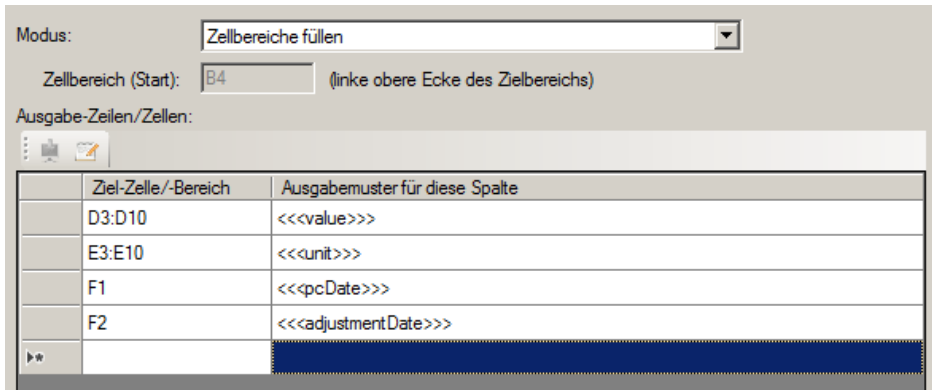 Modus: Zellbereiche füllen
Zellbereich (Start): B4 (linke obere Ecke des Zielbereichs)
Ausgabe-Zeilen/Zellen:
Ziel-Zelle/-Bereich Ausgabemuster für diese Spalte
D3:D10 <<<value>>>
E3:E10 <<<unit>>>
F1 <<<pcDate>>>
F2 <<<adjustmentDate>>>